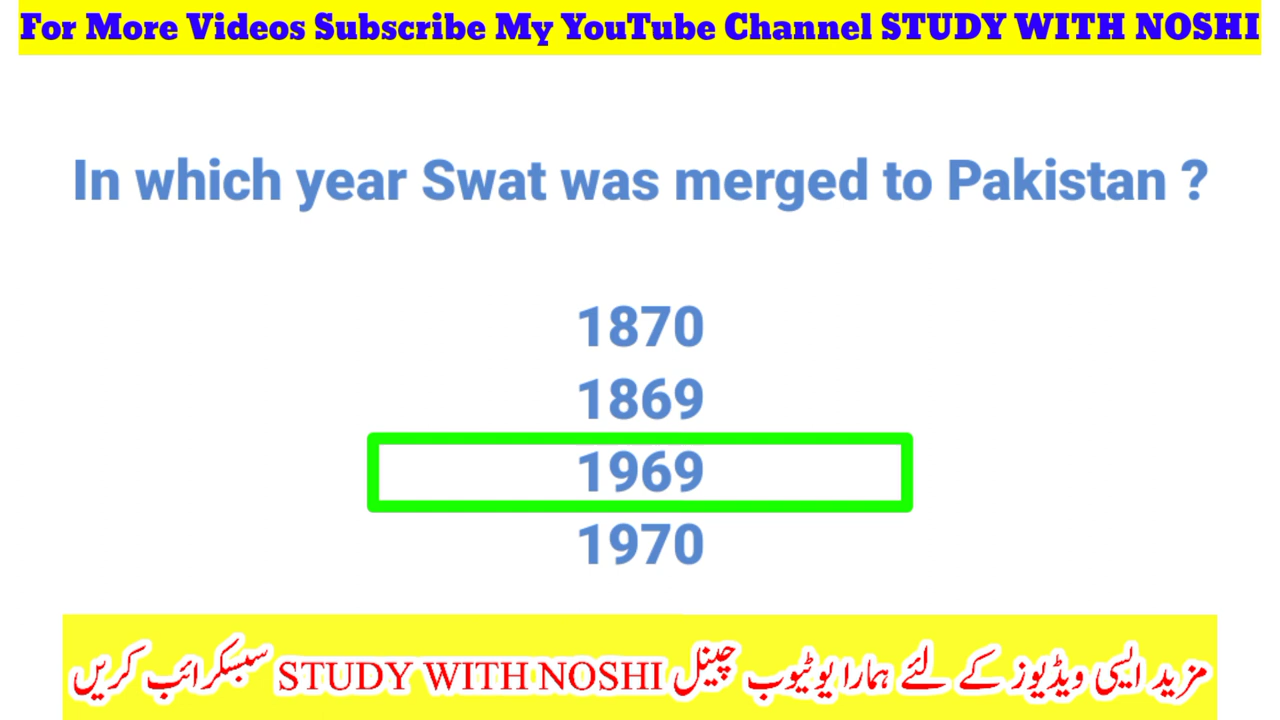 For More Videos Subscribe My YouTube Channel STUDY WITH NOSHI
In which year Swat was merged to Pakistan ?
1870
1869
1969
1970
مزید ایسی ویڈیوز کے لئے ہمارا یوٹیوب چینل STUDY WITH NOSHI سبسکرائب کریں